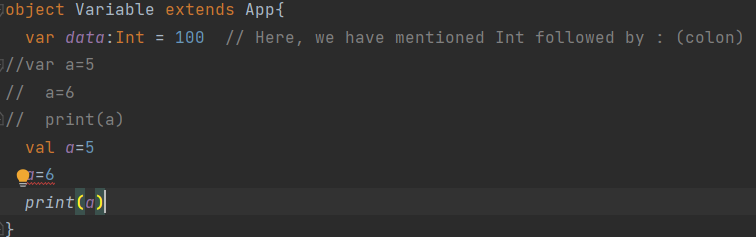 object Variable extends App{
  var data:Int = 100  // Here, we have mentioned Int followed by : (colon)
//var a=5
//  a=6
//  print(a)
  val a=5
  a=6
  print(a)
}